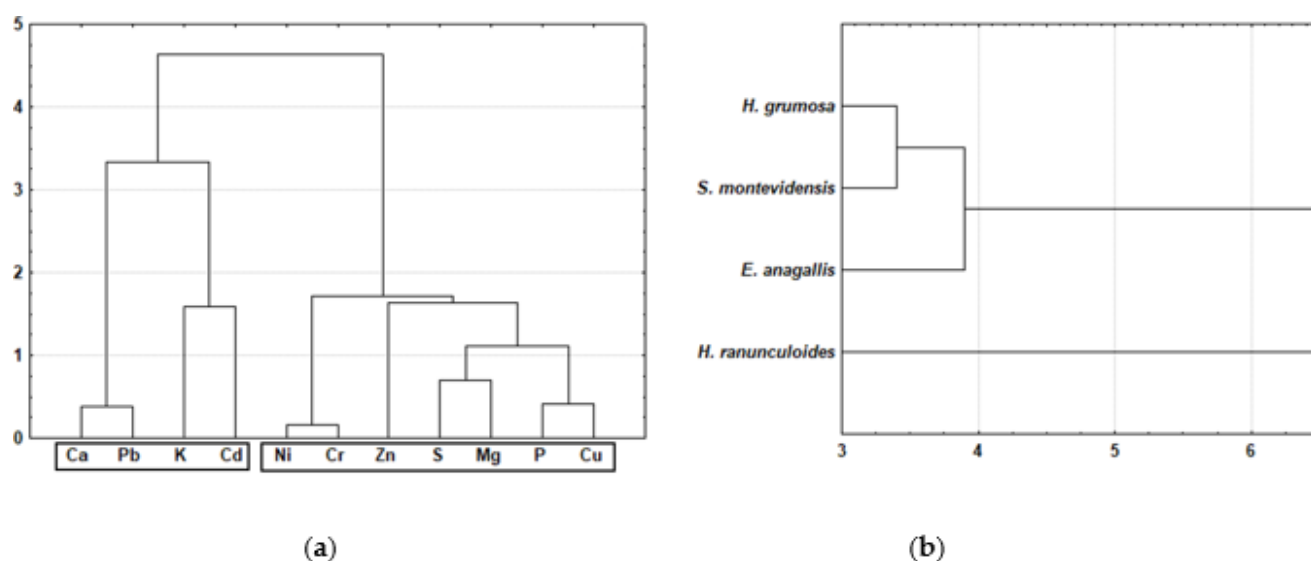 5
4
3
2
1
0
Ca Pb K Cd Ni Cr Zn S Mg P Cu
(a)
H. grumosa
S. montevidensis
E. anagallis
H. ranunculoides
3 4 5 6
(b)